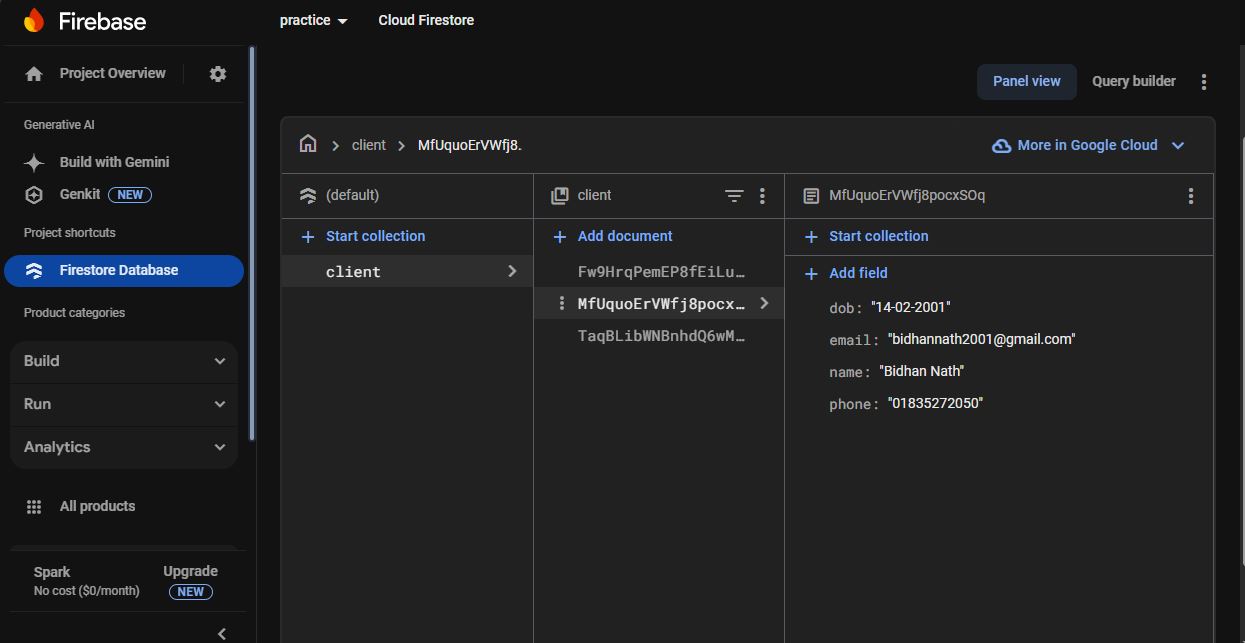 Firebase
practice
Cloud Firestore
Project Overview
Generative AI
Build with Gemini
Genkit NEW
Project shortcuts
Firestore Database
Product categories
Build
Run
Analytics
All products
Spark
No cost ($0/month)
Upgrade
NEW
Panel view
Query builder
client
MfUquoErVWfj8.
More in Google Cloud
(default)
Start collection
client
client
Add document
Fw9HrqPemEP8fEiLu…
MfUquoErVWfj8pocx…
TaqBLibWNBnhdQ6wM…
MfUquoErVWfj8pocxSOq
Start collection
Add field
dob: "14-02-2001"
email: "bidhannath2001@gmail.com"
name: "Bidhan Nath"
phone: "01835272050"